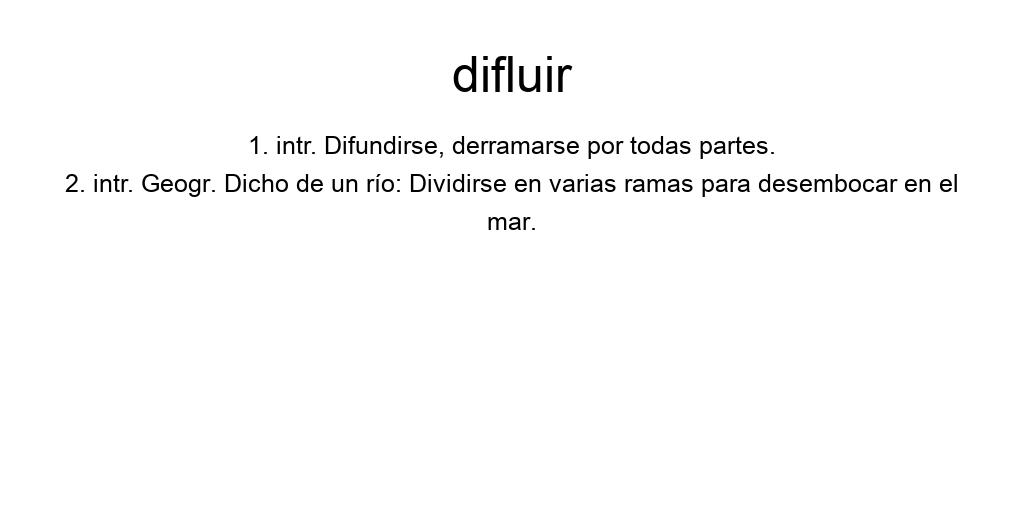 difluir
1. intr. Difundirse, derramarse por todas partes.
2. intr. Geogr. Dicho de un río: Dividirse en varias ramas para desembocar en el
mar.